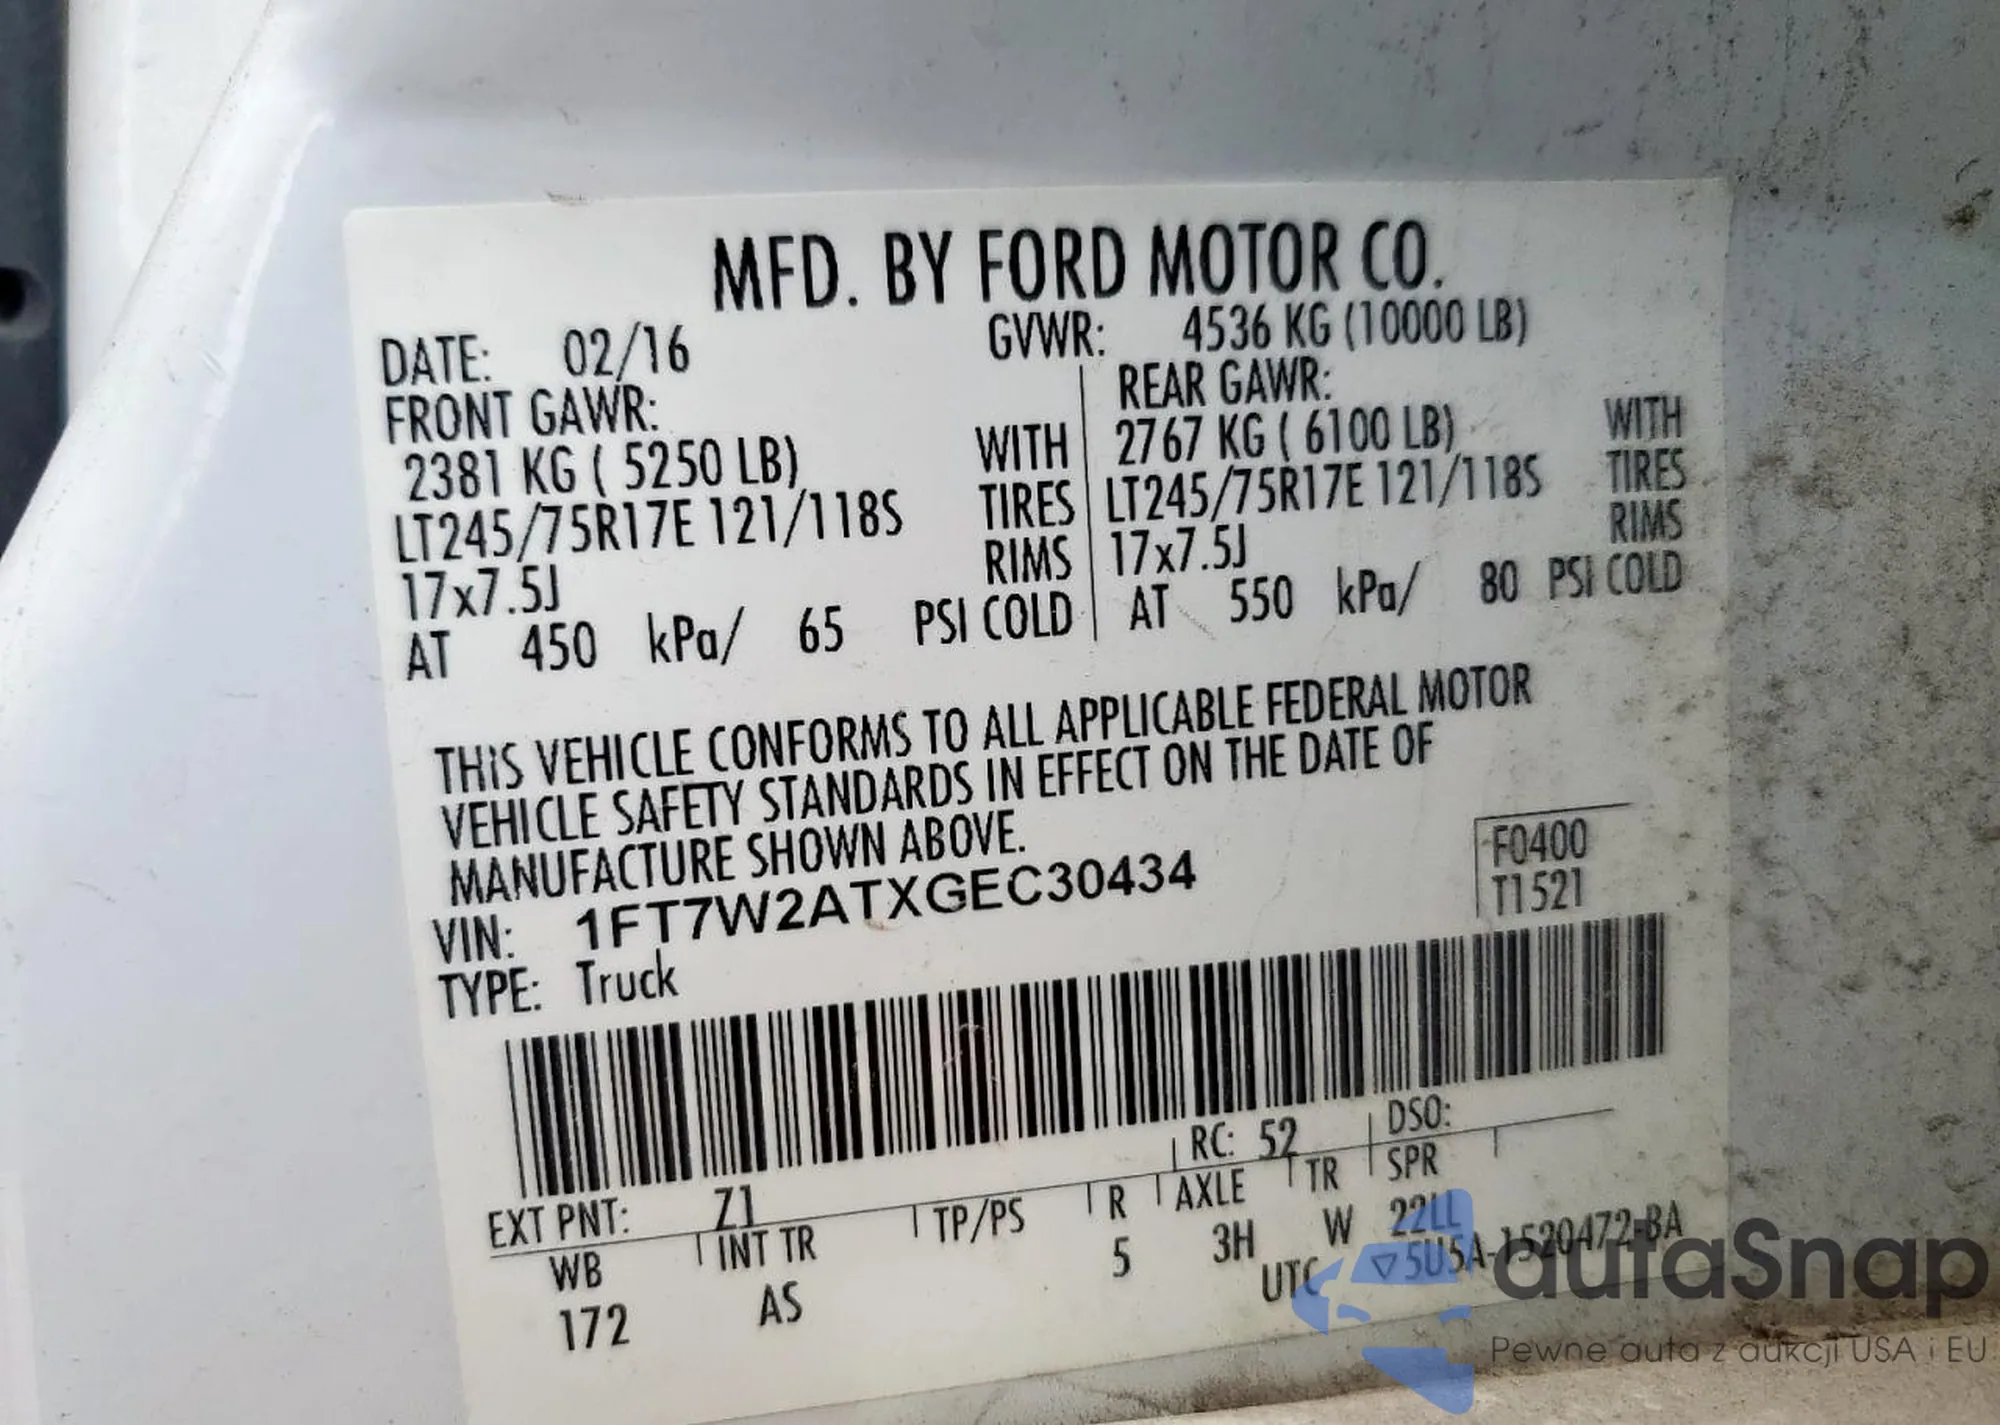 MFD. BY FORD MOTOR CO.
DATE: 02/16 GVWR: 4536 KG (10000 LB)
FRONT GAWR: REAR GAWR:
2381 KG ( 5250 LB) WITH 2767 KG ( 6100 LB) WITH
LT245/75R17E 121/118S TIRES LT245/75R17E 121/118S TIRES
17x7.5J RIMS 17x7.5J RIMS
AT 450 kPa/ 65 PSI COLD AT 550 kPa/ 80 PSI COLD
THIS VEHICLE CONFORMS TO ALL APPLICABLE FEDERAL MOTOR
VEHICLE SAFETY STANDARDS IN EFFECT ON THE DATE OF
MANUFACTURE SHOWN ABOVE.
F0400
VIN: 1FT7W2ATXGEC30434 T1521
TYPE: Truck
EXT PNT: Z1 RC: 52 DSO:
WB INT TR TP/PS R AXLE TR SPR
172 AS 5 3H W 22LL
UTC ▽5U5A-1520472-BA
autaSnap
Pewne auta z aukcji USA i EU